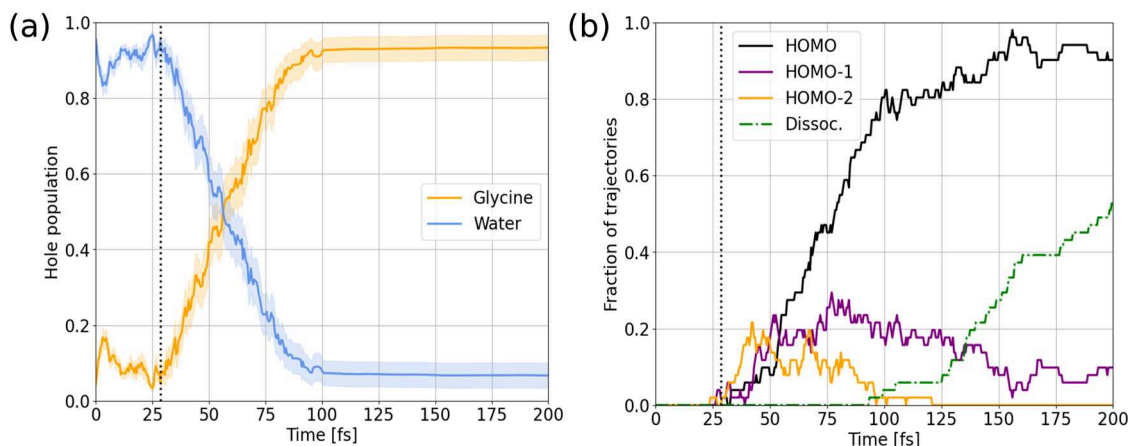 (a)
Hole population
1.0
0.8
0.6
0.4
0.2
0.0
Glycine
Water
0 25 50 75 100 125 150 175 200
Time [fs]
(b)
Fraction of trajectories
1.0
0.8
0.6
0.4
0.2
0.0
HOMO
HOMO-1
HOMO-2
Dissoc.
0 25 50 75 100 125 150 175 200
Time [fs]